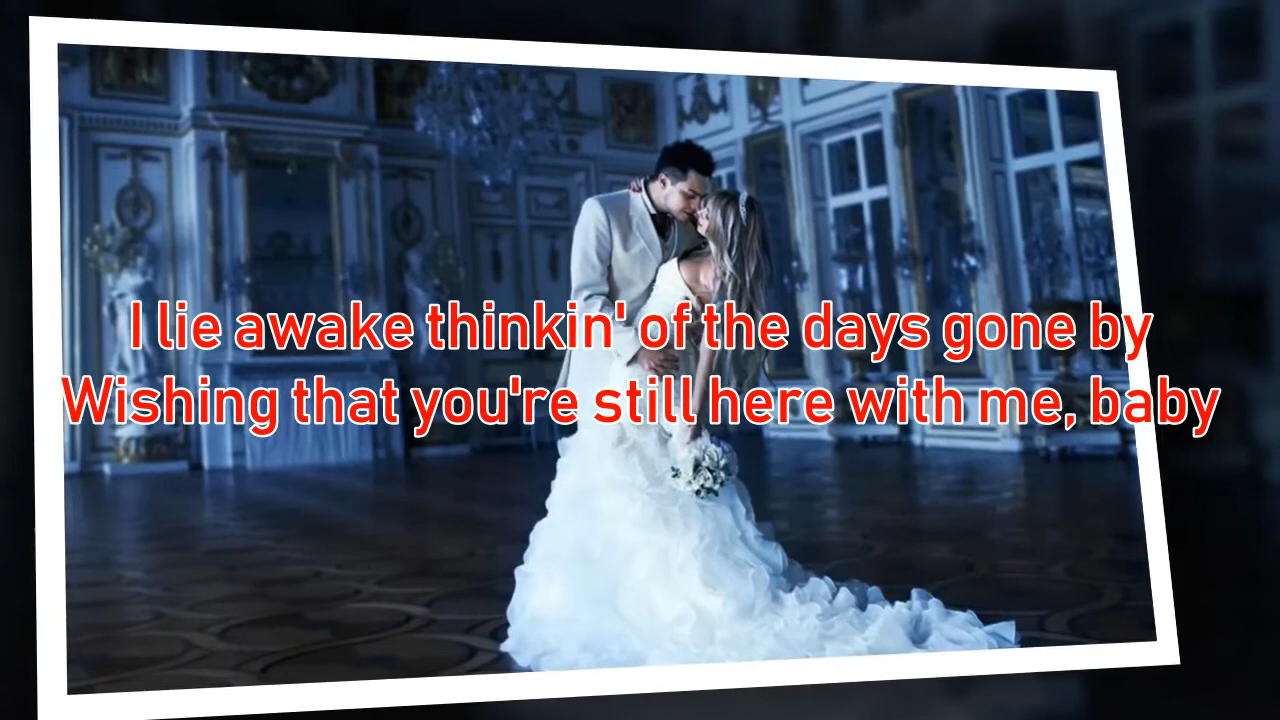 I lie awake thinkin' of the days gone by
Wishing that you're still here with me, baby